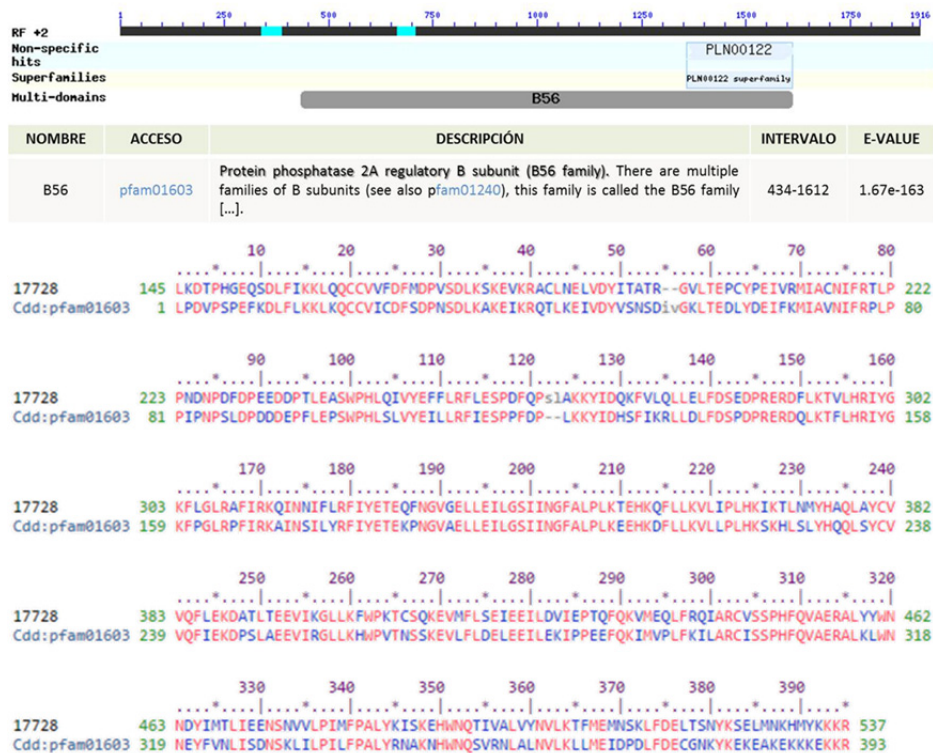 1 250 500 750 1000 1250 1500 1750 1916
RF +2
Non-specific hits
PLN00122
Superfamilies
PLN00122 superfamily
Multi-domains
B56
NOMBRE ACCESO DESCRIPCIÓN INTERVALO E-VALUE
B56 pfam01603 Protein phosphatase 2A regulatory B subunit (B56 family). There are multiple families of B subunits (see also pfam01240), this family is called the B56 family [...]. 434-1612 1.67e-163
10 20 30 40 50 60 70 80
....*....|....*....|....*....|....*....|....*....|....*....|....*....|....*....|
17728 145 LKDTPHGEQSDLFIKKLQQCCVVFDFMDPVSDLKSKEVKRACLNELVDYITATR--GVLTEPCYPEIVRMIACNIFRTLP 222
Cdd:pfam01603 1 LPDVPSPEFKDLFLKKLKQCCVICDFSDPNSDLKAKEIKRQTLKEIVDYVSNSDivGKLTEDLYDEIFKMIAVNIFRPLP 80
90 100 110 120 130 140 150 160
....*....|....*....|....*....|....*....|....*....|....*....|....*....|....*....|
17728 223 PNDNPDFDPEEDDPTLEASWPHLQIVYEFFLRFLESPDFQPslAKKYIDQKFVLQLLELFDSEDPRERDFLKTVLHRIYG 302
Cdd:pfam01603 81 PIPNPSLDPDDDEPFLEPSWPHLSLVYEILLRFIESPPFDP--LKKYIDHSFIKRLLDLFDSPDPRERDQLKTFLHRIYG 158
170 180 190 200 210 220 230 240
....*....|....*....|....*....|....*....|....*....|....*....|....*....|....*....|
17728 303 KFLGLRAFIRKQINNIFLRFIYETEQFNGVGELLEILGSIINGFALPLKTEHKQFLLKVLIPLHKIKTLNMYHAQLAYCV 382
Cdd:pfam01603 159 KFPGLRPFIRKAINSILYRFIYETEKPNGVAELLEILGSIINGFALPLKEEHKDFLLKVLLPLHKSKHLSLYHQQLSYCV 238
250 260 270 280 290 300 310 320
....*....|....*....|....*....|....*....|....*....|....*....|....*....|....*....|
17728 383 VQFLEKDATLTEEVIKGLLKFWPKTCSQKEVMFLSEIEEILDVIEPTQFQKVMEQLFRQIARCVSSPHFQVAERALYYWN 462
Cdd:pfam01603 239 VQFIEKDPSLAEEVIRGLLKHWPVTNSSKEVLFLDELEEILEKIPPEEFQKIMVPLFKILARCISSPHFQVAERALKLWN 318
330 340 350 360 370 380 390
....*....|....*....|....*....|....*....|....*....|....*....|....*....|....*
17728 463 NDYIMTLIEENSNVVLPIMFPALYKISKEHWNQTIVALVYNVLKTFMEMNSKLFDELTSNYKSELMNKHMYKKKR 537
Cdd:pfam01603 319 NEYFVNLISDNSKLILPILFPALYRNAKNHWNQSVRNLALNVLKLLMEIDPDLFDECGNKYKEKEAKEKKKEKKR 393